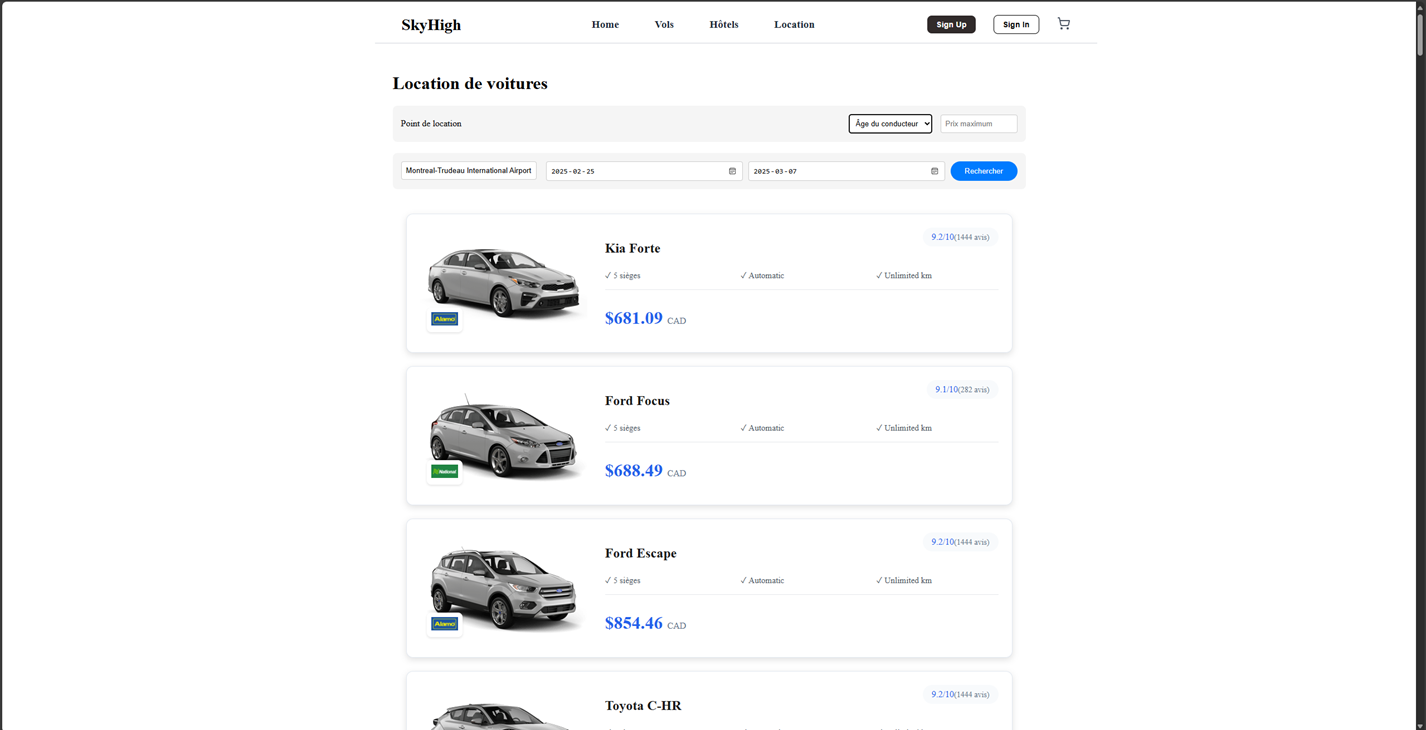 SkyHigh
Home Vols Hôtels Location
Sign Up Sign In
Location de voitures
Point de location
Âge du conducteur
Prix maximum
Montreal-Trudeau International Airport 2025-02-25 2025-03-07 Rechercher
9.2/10(1444 avis)
Kia Forte
✓ 5 sièges ✓ Automatic ✓ Unlimited km
Alamo
$681.09 CAD
9.1/10(282 avis)
Ford Focus
✓ 5 sièges ✓ Automatic ✓ Unlimited km
National
$688.49 CAD
9.2/10(1444 avis)
Ford Escape
✓ 5 sièges ✓ Automatic ✓ Unlimited km
Alamo
$854.46 CAD
9.2/10(1444 avis)
Toyota C-HR